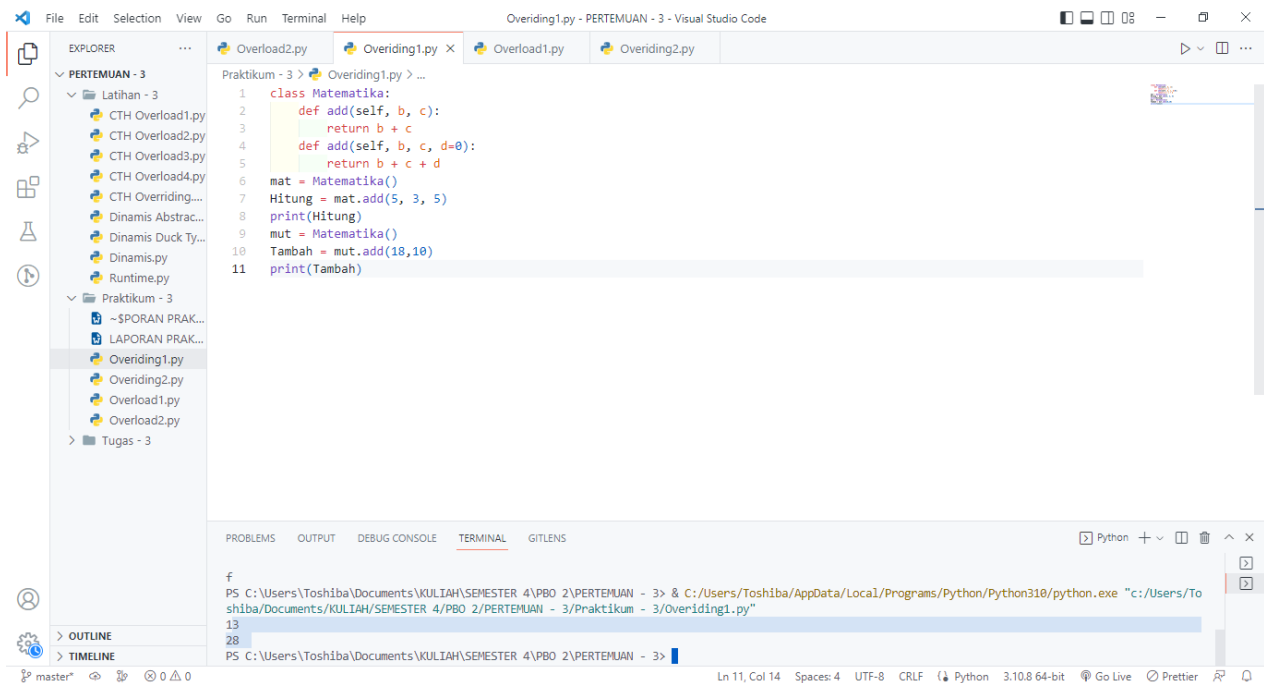 File Edit Selection View Go Run Terminal Help
Overiding1.py - PERTEMUAN - 3 - Visual Studio Code
EXPLORER ...
Overload2.py Overiding1.py Overload1.py Overiding2.py
PERTEMUAN - 3
Latihan - 3
CTH Overload1.py
CTH Overload2.py
CTH Overload3.py
CTH Overload4.py
CTH Overriding....
Dinamis Abstrac...
Dinamis Duck Ty...
Dinamis.py
Runtime.py
Praktikum - 3
~$PORAN PRAK...
LAPORAN PRAK...
Overiding1.py
Overiding2.py
Overload1.py
Overload2.py
Tugas - 3
OUTLINE
TIMELINE
Praktikum - 3 > Overiding1.py > ...
1 class Matematika:
2 def add(self, b, c):
3 return b + c
4 def add(self, b, c, d=0):
5 return b + c + d
6 mat = Matematika()
7 Hitung = mat.add(5, 3, 5)
8 print(Hitung)
9 mut = Matematika()
10 Tambah = mut.add(18,10)
11 print(Tambah)
PROBLEMS OUTPUT DEBUG CONSOLE TERMINAL GITLENS
Python
f
PS C:\Users\Toshiba\Documents\KULIAH\SEMESTER 4\PBO 2\PERTEMUAN - 3> & C:/Users/Toshiba/AppData/Local/Programs/Python/Python310/python.exe "c:/Users/To
shiba/Documents/KULIAH/SEMESTER 4/PBO 2/PERTEMUAN - 3/Praktikum - 3/Overiding1.py"
13
28
PS C:\Users\Toshiba\Documents\KULIAH\SEMESTER 4\PBO 2\PERTEMUAN - 3>
master* 0 0 Ln 11, Col 14 Spaces: 4 UTF-8 CRLF Python 3.10.8 64-bit Go Live Prettier